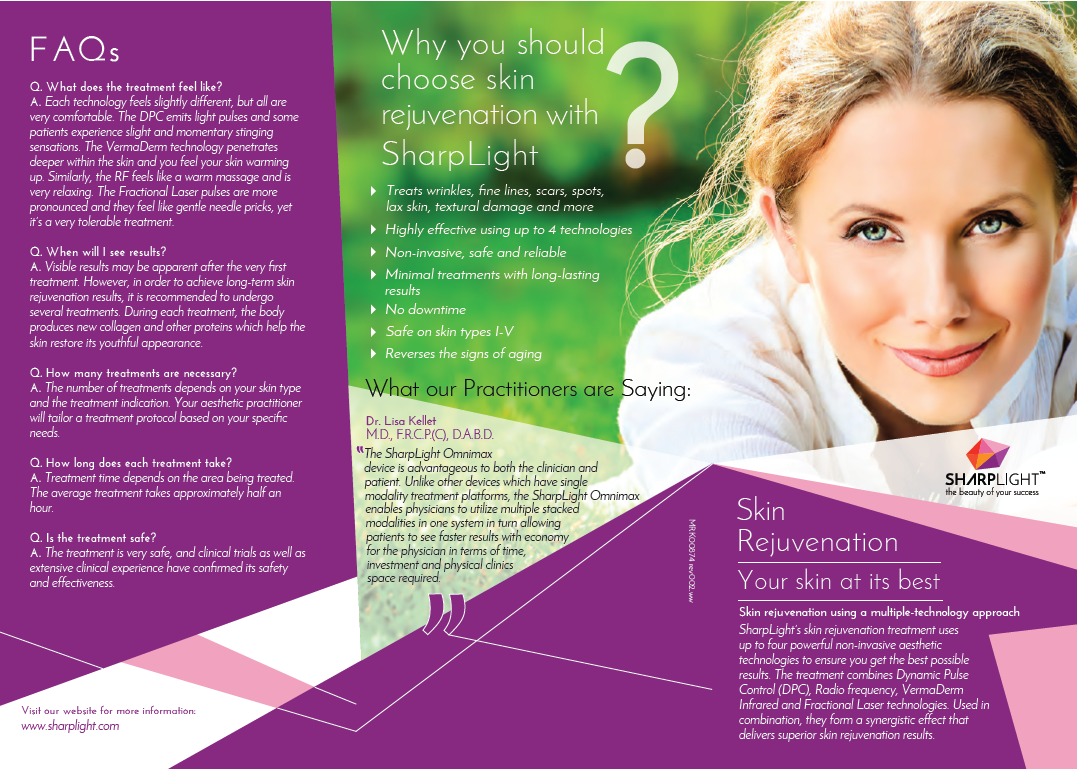 FAQs
Q. What does the treatment feel like?
A. Each technology feels slightly different, but all are
very comfortable. The DPC emits light pulses and some
patients experience slight and momentary stinging
sensations. The VermaDerm technology penetrates
deeper within the skin and you feel your skin warming
up. Similarly, the RF feels like a warm massage and is
very relaxing. The Fractional Laser pulses are more
pronounced and they feel like gentle needle pricks, yet
it's a very tolerable treatment.
Q. When will I see results?
A. Visible results may be apparent after the very first
treatment. However, in order to achieve long-term skin
rejuvenation results, it is recommended to undergo
several treatments. During each treatment, the body
produces new collagen and other proteins which help the
skin restore its youthful appearance.
Q. How many treatments are necessary?
A. The number of treatments depends on your skin type
and the treatment indication. Your aesthetic practitioner
will tailor a treatment protocol based on your specific
needs.
Q. How long does each treatment take?
A. Treatment time depends on the area being treated.
The average treatment takes approximately half an
hour.
Q. Is the treatment safe?
A. The treatment is very safe, and clinical trials as well as
extensive clinical experience have confirmed its safety
and effectiveness.
Visit our website for more information:
www.sharplight.com
Why you should
choose skin
rejuvenation with
SharpLight
?
Treats wrinkles, fine lines, scars, spots,
lax skin, textural damage and more
Highly effective using up to 4 technologies
Non-invasive, safe and reliable
Minimal treatments with long-lasting
results
No downtime
Safe on skin types I-V
Reverses the signs of aging
What our Practitioners are Saying:
Dr. Lisa Kellet
M.D., F.R.C.P.(C), D.A.B.D.
"The SharpLight Omnimax
device is advantageous to both the clinician and
patient. Unlike other devices which have single
modality treatment platforms, the SharpLight Omnimax
enables physicians to utilize multiple stacked
modalities in one system in turn allowing
patients to see faster results with economy
for the physician in terms of time,
investment and physical clinics
space required.
"
MRK00874 rev002.ww
SHARPLIGHT™
the beauty of your success
Skin
Rejuvenation
Your skin at its best
Skin rejuvenation using a multiple-technology approach
SharpLight's skin rejuvenation treatment uses
up to four powerful non-invasive aesthetic
technologies to ensure you get the best possible
results. The treatment combines Dynamic Pulse
Control (DPC), Radio frequency, VermaDerm
Infrared and Fractional Laser technologies. Used in
combination, they form a synergistic effect that
delivers superior skin rejuvenation results.